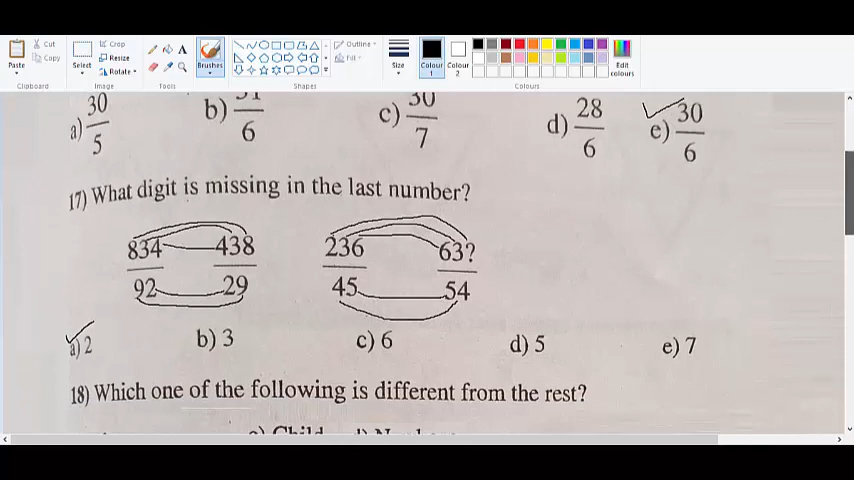 Cut
Copy
Paste
Clipboard
Select
Crop
Resize
Rotate
Image
A
Tools
Brushes
Outline
Fill
Shapes
Size
Colour 1
Colour 2
Edit colours
Colours
a) 30/5 b) 31/6 c) 30/7 d) 28/6 e) 30/6
17) What digit is missing in the last number?
834 438 236 63?
92 29 45 54
a) 2 b) 3 c) 6 d) 5 e) 7
18) Which one of the following is different from the rest?